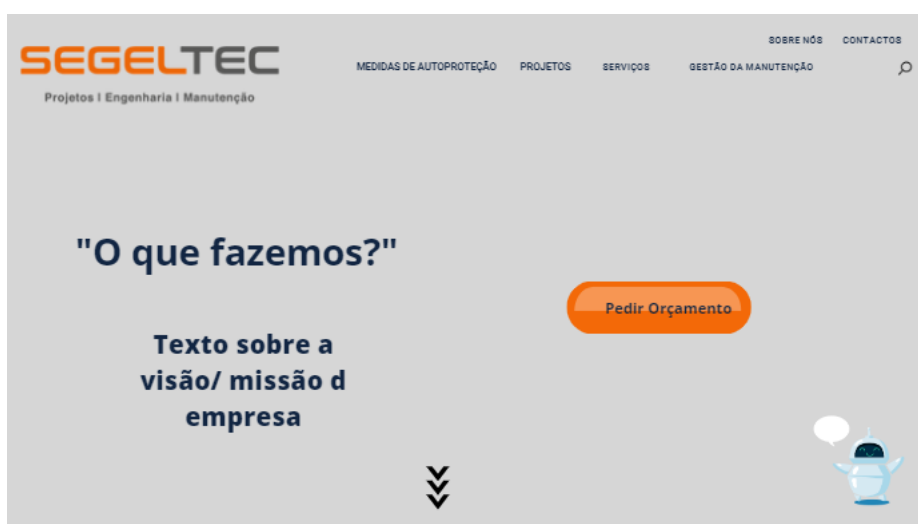 SEGELTEC
Projetos I Engenharia I Manutenção
SOBRE NÓS CONTACTOS
MEDIDAS DE AUTOPROTEÇÃO PROJETOS SERVIÇOS GESTÃO DA MANUTENÇÃO
"O que fazemos?"
Pedir Orçamento
Texto sobre a
visão/ missão d
empresa